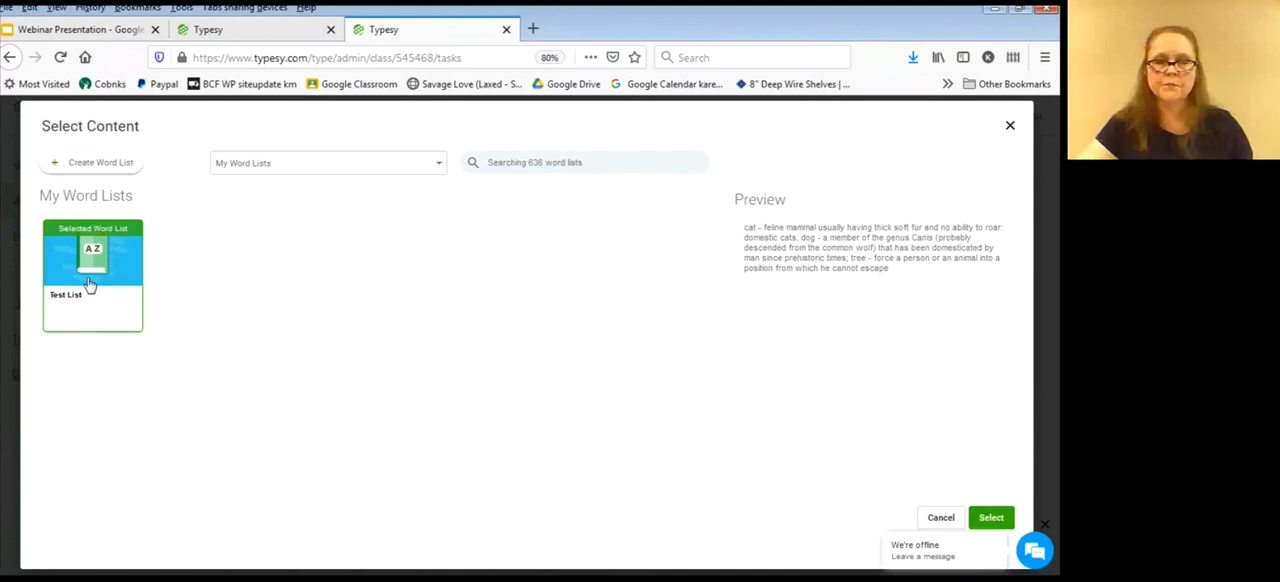 File Edit View History Bookmarks Tools Tabs sharing devices Help
Webinar Presentation - Google
Typesy
Typesy
https://www.typesy.com/type/admin/class/545468/tasks
80%
Search
Most Visited
Cobnks
Paypal
BCF WP siteupdate km
Google Classroom
Savage Love (Laxed - S...
Google Drive
Google Calendar kare...
8" Deep Wire Shelves | ...
Other Bookmarks
Select Content
+ Create Word List
My Word Lists
Searching 636 word lists
My Word Lists
Preview
Selected Word List
A Z
Test List
cat - feline mammal usually having thick soft fur and no ability to roar:
domestic cats; dog - a member of the genus Canis (probably
descended from the common wolf) that has been domesticated by
man since prehistoric times; tree - force a person or an animal into a
position from which he cannot escape
Cancel
Select
We're offline
Leave a message